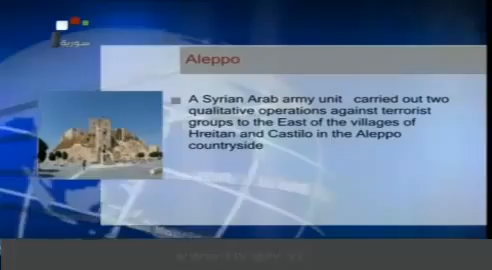 سورية
Aleppo
A Syrian Arab army unit carried out two
qualitative operations against terrorist
groups to the East of the villages of
Hreitan and Castilo in the Aleppo
countryside